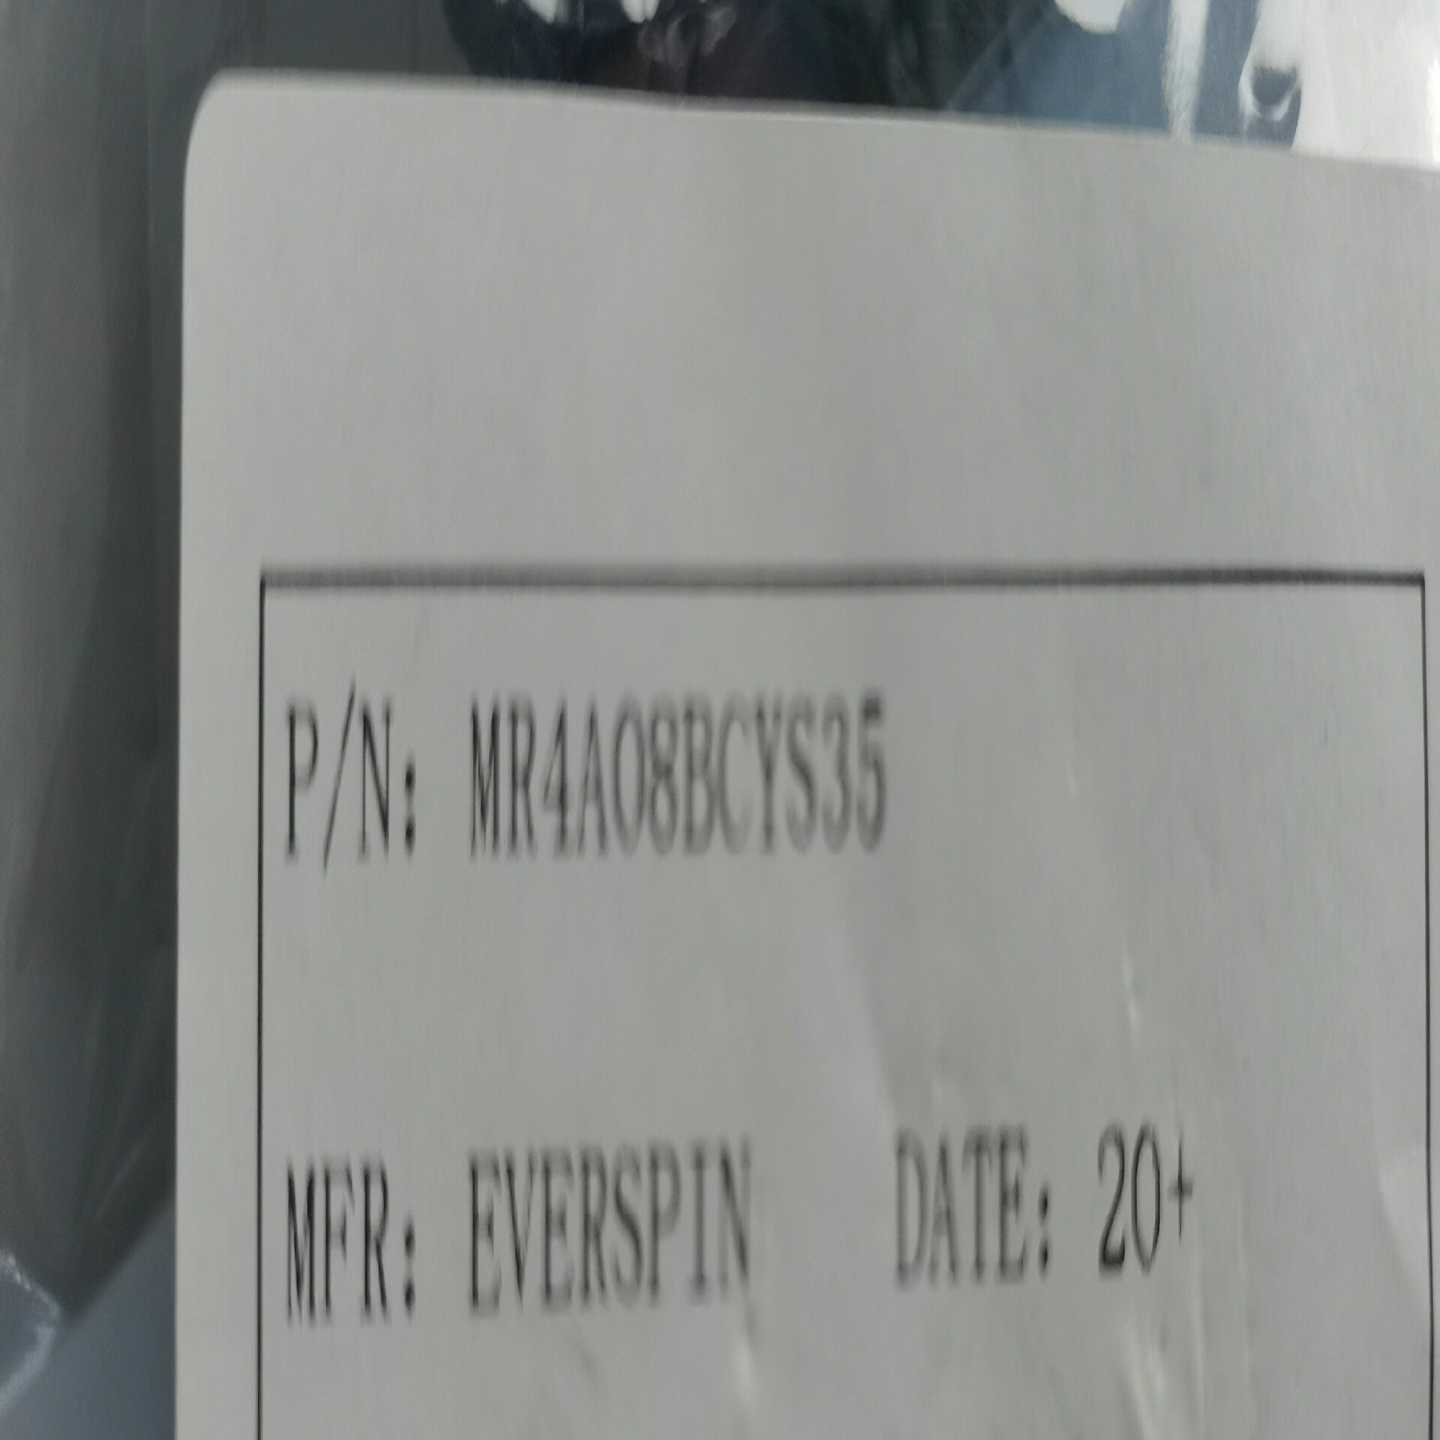 P/N: MR4A08BCYS35
MFR: EVERSPIN DATE: 20+